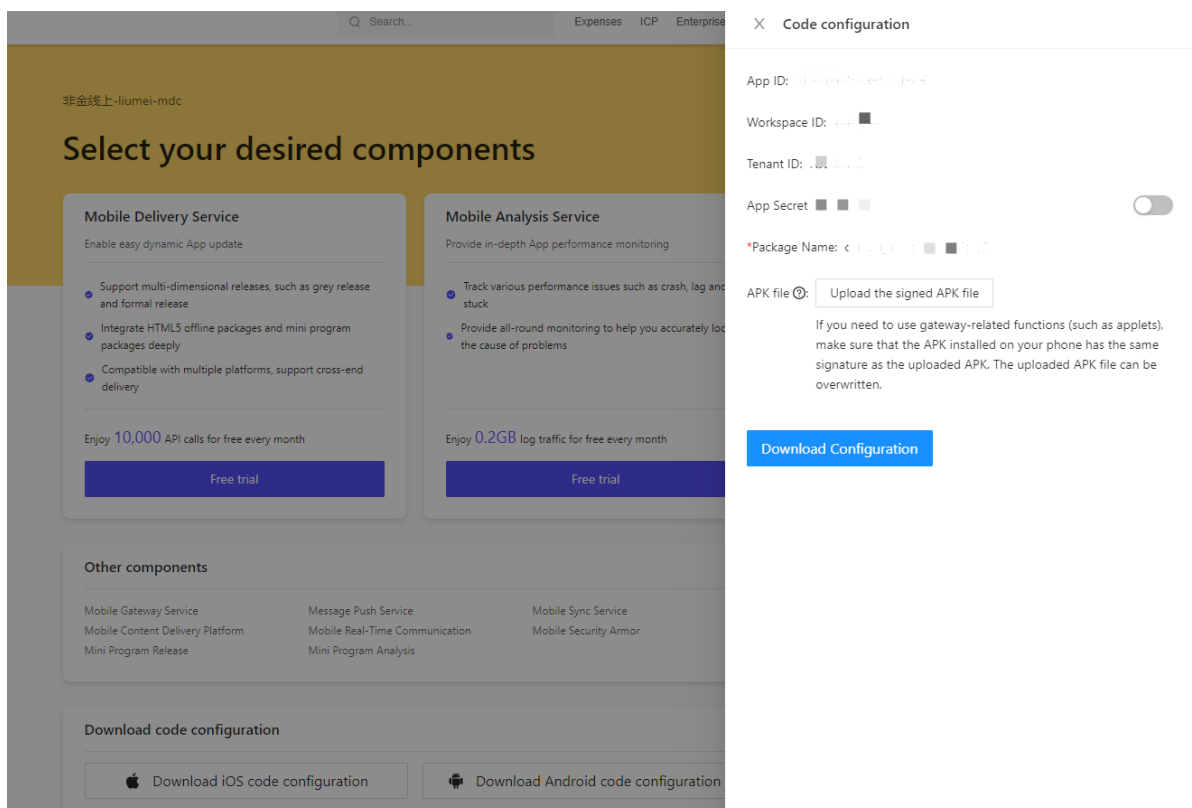 Search...
Expenses ICP Enterprise
非金线上-liumei-mdc
Select your desired components
Mobile Delivery Service
Enable easy dynamic App update
Support multi-dimensional releases, such as grey release
and formal release
Integrate HTML5 offline packages and mini program
packages deeply
Compatible with multiple platforms, support cross-end
delivery
Enjoy 10,000 API calls for free every month
Free trial
Mobile Analysis Service
Provide in-depth App performance monitoring
Track various performance issues such as crash, lag and
stuck
Provide all-round monitoring to help you accurately loc
the cause of problems
Enjoy 0.2GB log traffic for free every month
Free trial
Other components
Mobile Gateway Service Message Push Service Mobile Sync Service
Mobile Content Delivery Platform Mobile Real-Time Communication Mobile Security Armor
Mini Program Release Mini Program Analysis
Download code configuration
Download iOS code configuration
Download Android code configuration
Code configuration
App ID:
Workspace ID:
Tenant ID:
App Secret
*Package Name:
APK file ?: Upload the signed APK file
If you need to use gateway-related functions (such as applets),
make sure that the APK installed on your phone has the same
signature as the uploaded APK. The uploaded APK file can be
overwritten.
Download Configuration